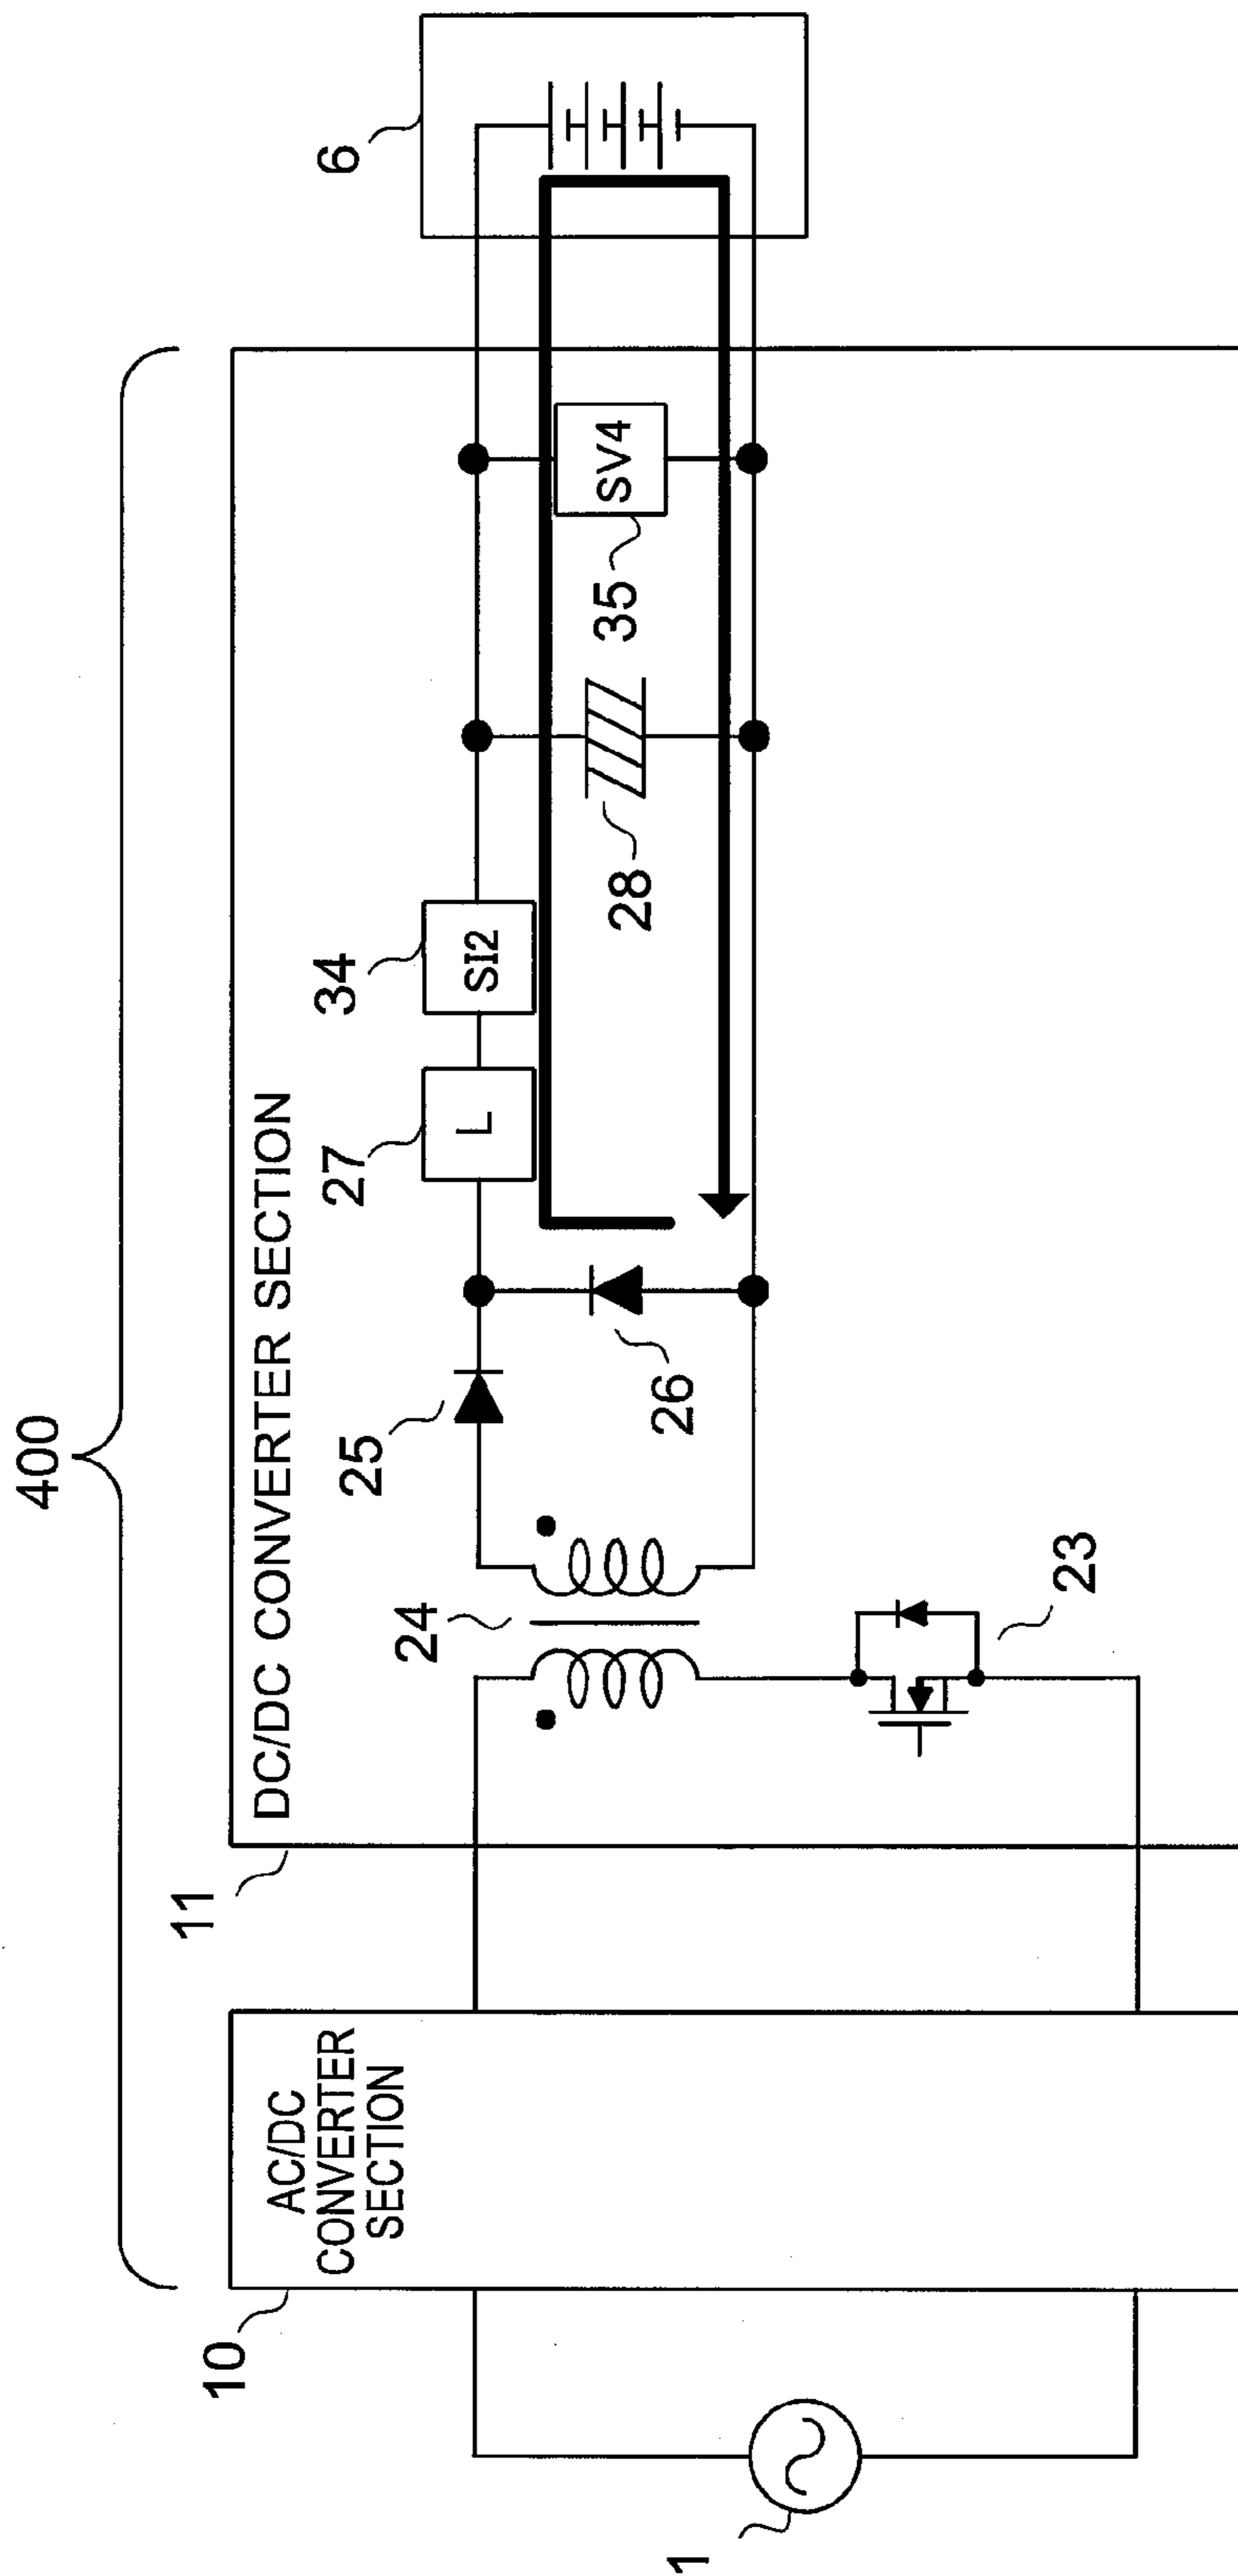 400
DC/DC CONVERTER SECTION
11
AC/DC
CONVERTER
SECTION
10
1
24
23
25
26
27
L
34
SI2
28
35
SV4
6